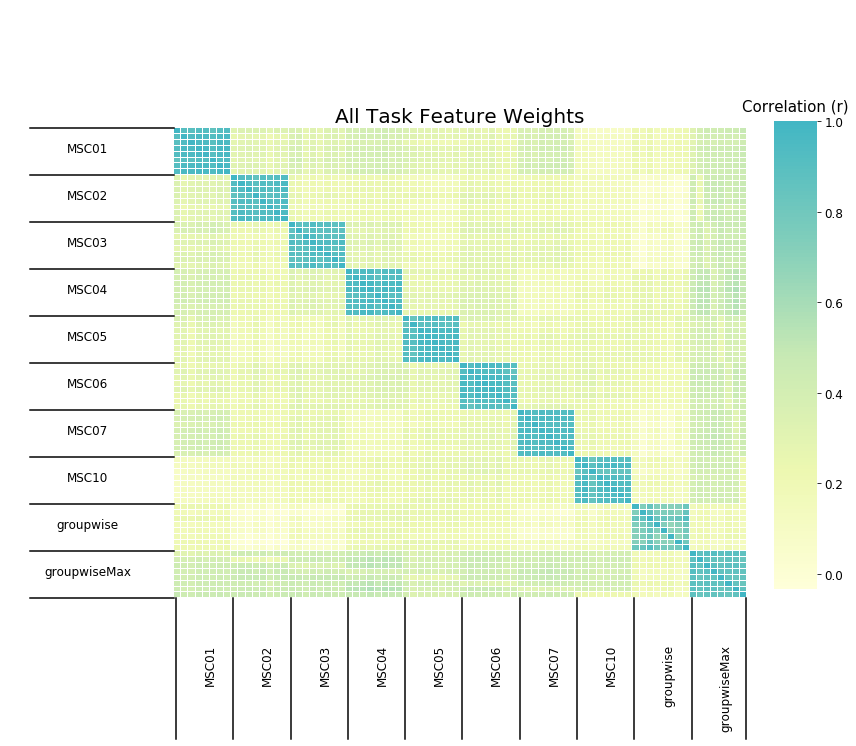 All Task Feature Weights
Correlation (r)
MSC01
MSC02
MSC03
MSC04
MSC05
MSC06
MSC07
MSC10
groupwise
groupwiseMax
1.0
0.8
0.6
0.4
0.2
0.0
MSC01
MSC02
MSC03
MSC04
MSC05
MSC06
MSC07
MSC10
groupwise
groupwiseMax